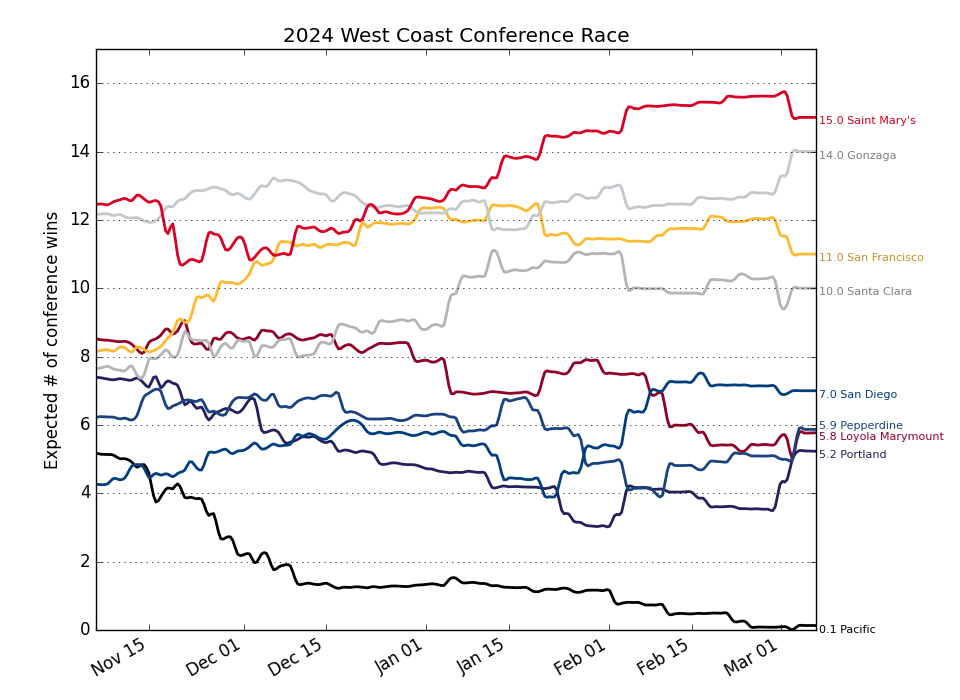 2024 West Coast Conference Race
Expected # of conference wins
16
14
12
10
8
6
4
2
0
15.0 Saint Mary's
14.0 Gonzaga
11.0 San Francisco
10.0 Santa Clara
7.0 San Diego
5.9 Pepperdine
5.8 Loyola Marymount
5.2 Portland
0.1 Pacific
Nov 15
Dec 01
Dec 15
Jan 01
Jan 15
Feb 01
Feb 15
Mar 01